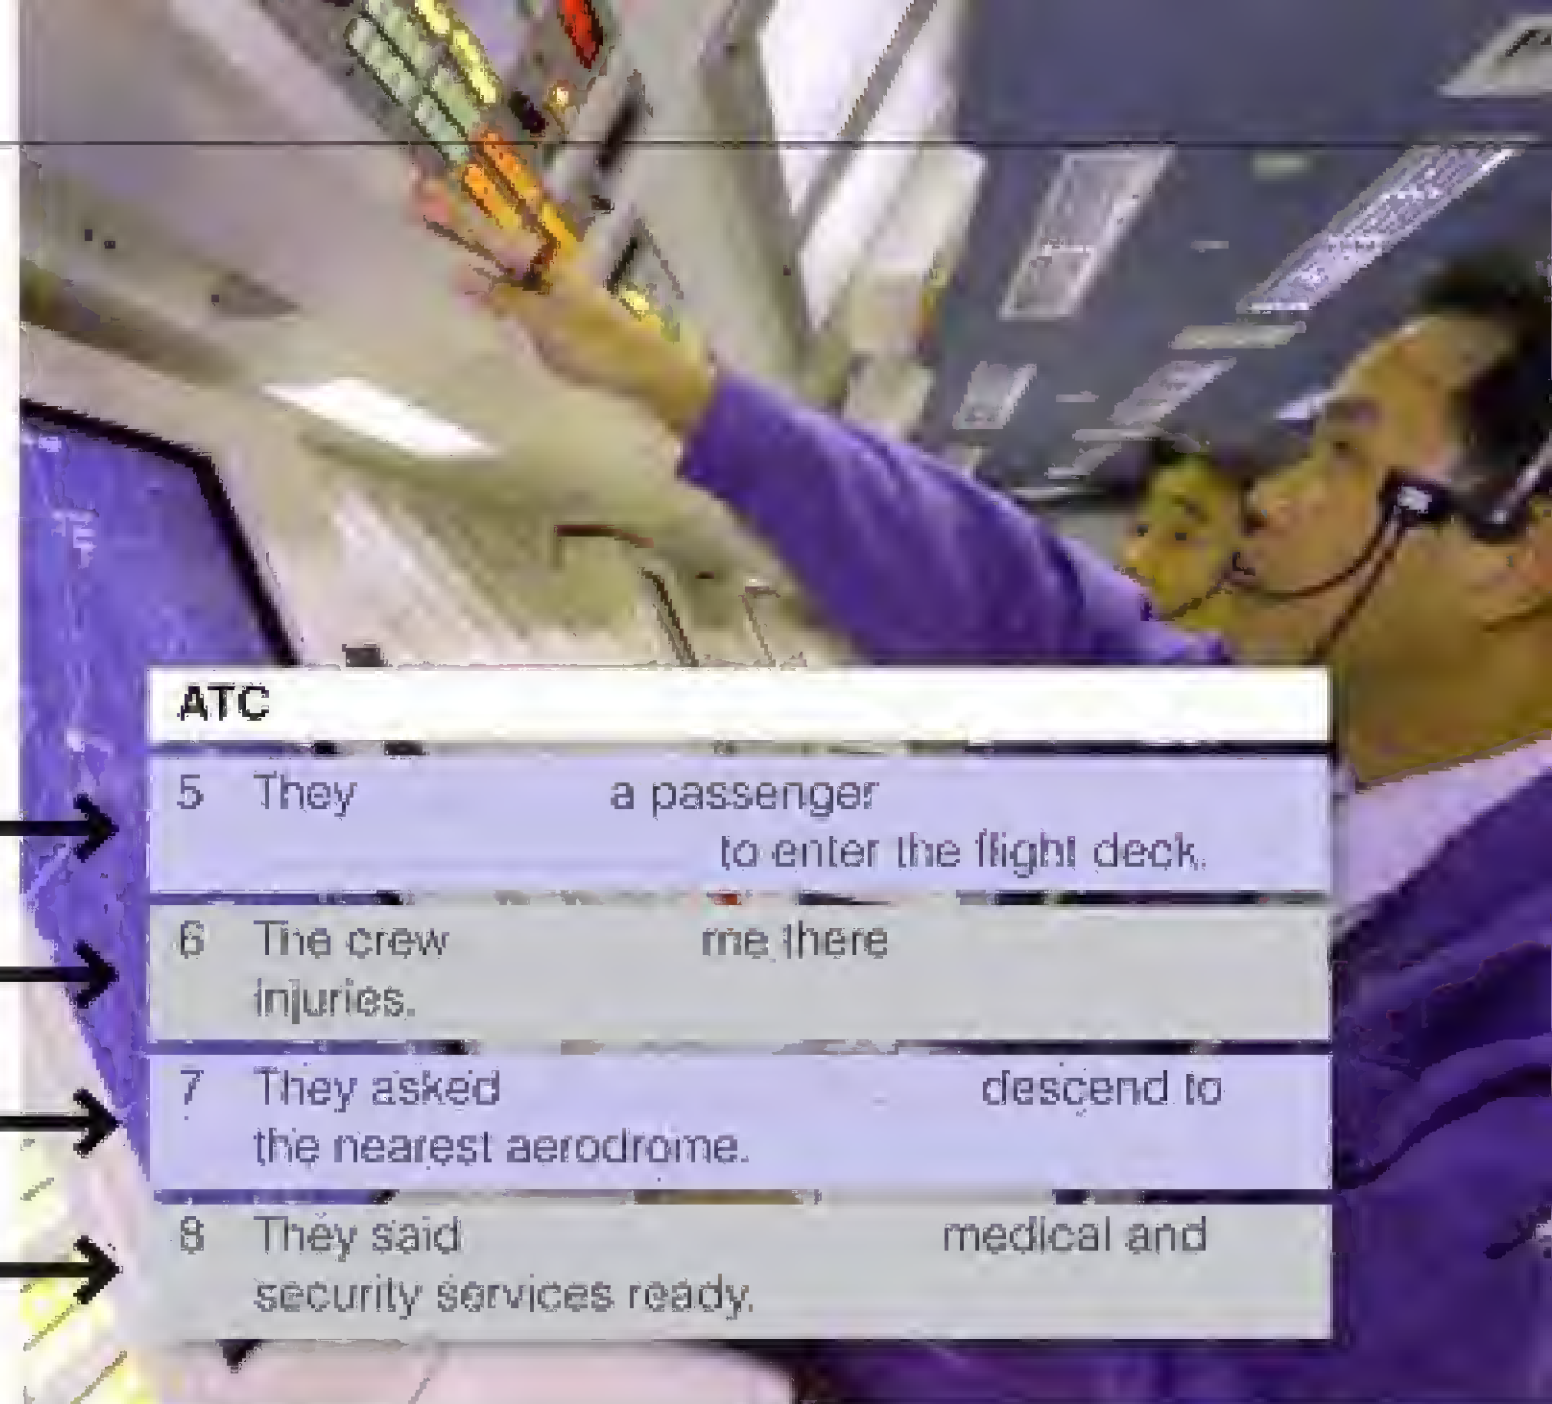 ATC
5 They a passenger
to enter the flight deck.
6 The crew me there
injuries.
7 They asked descend to
the nearest aerodrome.
8 They said medical and
security services ready.